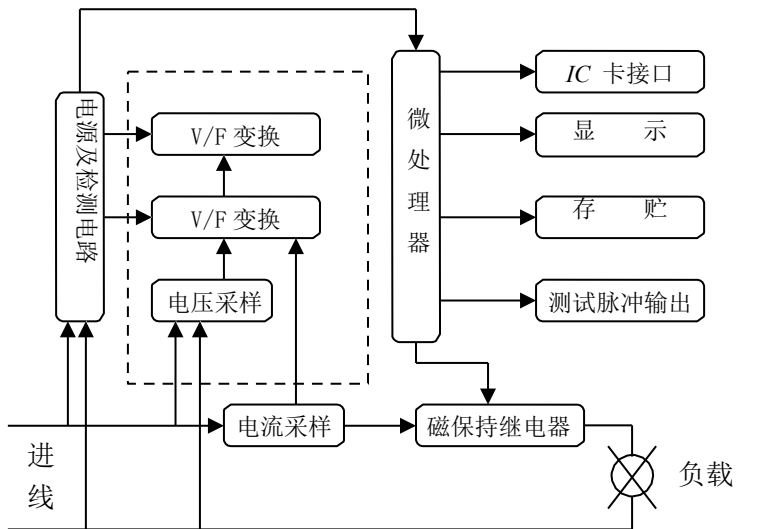 电源及检测电路
V/F 变换
V/F 变换
电压采样
电流采样
微处理器
IC 卡接口
显 示
存 贮
测试脉冲输出
磁保持继电器
进线
负载